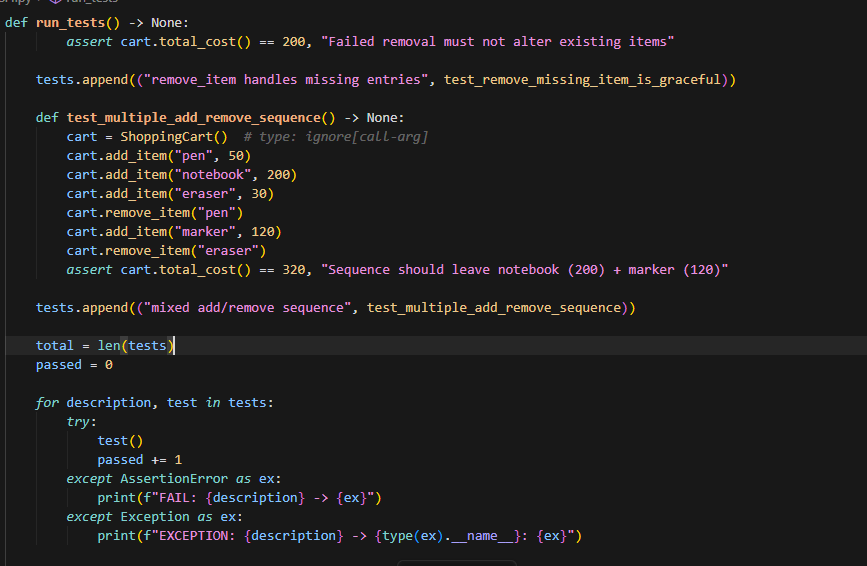 run_tests
def run_tests() -> None:
        assert cart.total_cost() == 200, "Failed removal must not alter existing items"

    tests.append(("remove_item handles missing entries", test_remove_missing_item_is_graceful))

    def test_multiple_add_remove_sequence() -> None:
        cart = ShoppingCart()  # type: ignore[call-arg]
        cart.add_item("pen", 50)
        cart.add_item("notebook", 200)
        cart.add_item("eraser", 30)
        cart.remove_item("pen")
        cart.add_item("marker", 120)
        cart.remove_item("eraser")
        assert cart.total_cost() == 320, "Sequence should leave notebook (200) + marker (120)"

    tests.append(("mixed add/remove sequence", test_multiple_add_remove_sequence))

    total = len(tests)
    passed = 0

    for description, test in tests:
        try:
            test()
            passed += 1
        except AssertionError as ex:
            print(f"FAIL: {description} -> {ex}")
        except Exception as ex:
            print(f"EXCEPTION: {description} -> {type(ex).__name__}: {ex}")